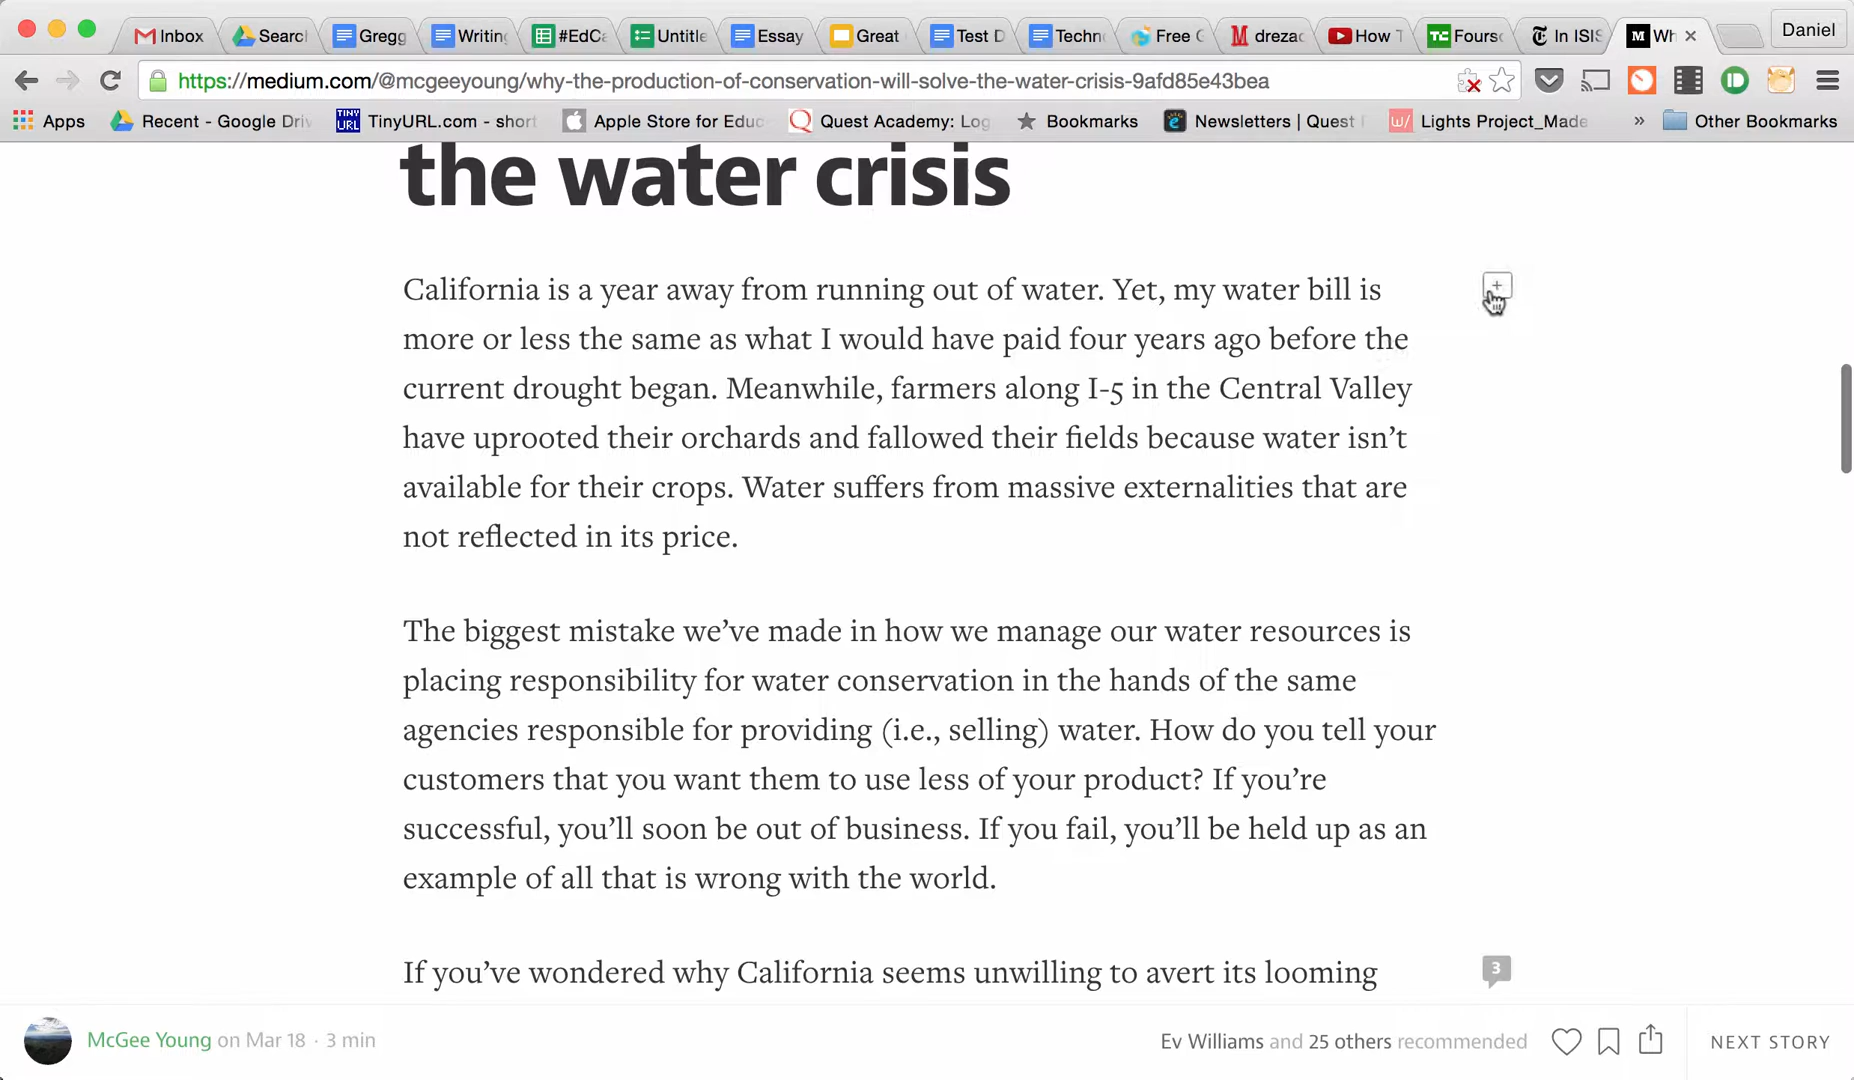 Inbox
Searc
Gregg
Writing
#EdCa
Untitle
Essay
Great
Test D
Techn
Free
drezac
How T
Fours
In ISIS
Wh
Daniel
https://medium.com/@mcgeeyoung/why-the-production-of-conservation-will-solve-the-water-crisis-9afd85e43bea
Apps
Recent - Google Driv
TINY URL
TinyURL.com - short
Apple Store for Educ
Quest Academy: Log
Bookmarks
Newsletters | Quest
w/
Lights Project_Made
»
Other Bookmarks
the water crisis
California is a year away from running out of water. Yet, my water bill is
more or less the same as what I would have paid four years ago before the
current drought began. Meanwhile, farmers along I-5 in the Central Valley
have uprooted their orchards and fallowed their fields because water isn’t
available for their crops. Water suffers from massive externalities that are
not reflected in its price.
The biggest mistake we’ve made in how we manage our water resources is
placing responsibility for water conservation in the hands of the same
agencies responsible for providing (i.e., selling) water. How do you tell your
customers that you want them to use less of your product? If you’re
successful, you’ll soon be out of business. If you fail, you’ll be held up as an
example of all that is wrong with the world.
If you’ve wondered why California seems unwilling to avert its looming
3
McGee Young on Mar 18 · 3 min
Ev Williams and 25 others recommended
NEXT STORY